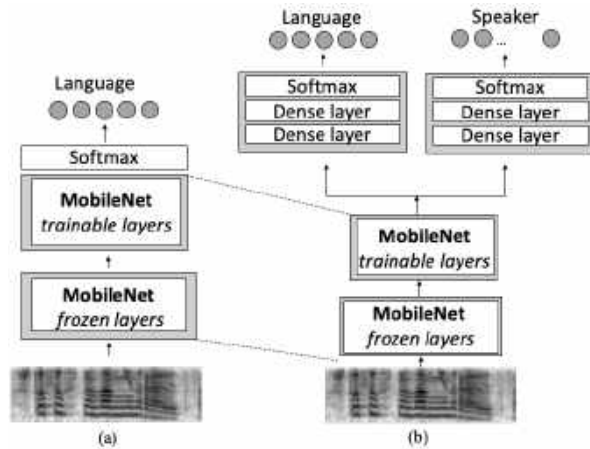 Language
Softmax
MobileNet
trainable layers
MobileNet
frozen layers
(a)
Language
Speaker
...
Softmax
Dense layer
Dense layer
Softmax
Dense layer
Dense layer
MobileNet
trainable layers
MobileNet
frozen layers
(b)